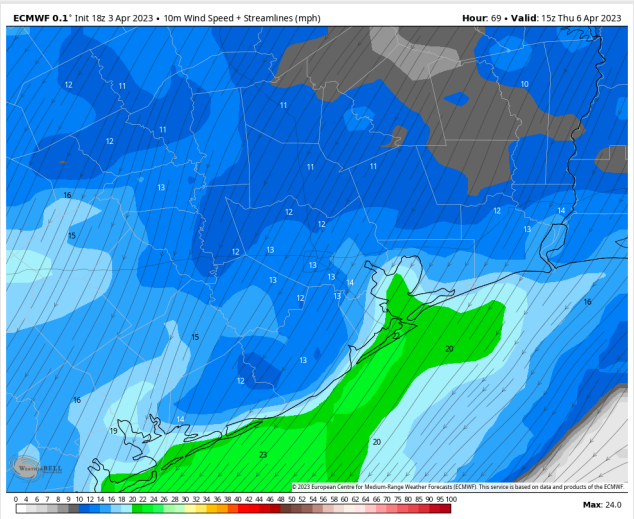 ECMWF 0.1° Init 18z 3 Apr 2023 • 10m Wind Speed + Streamlines (mph) Hour: 69 • Valid: 15z Thu 6 Apr 2023
10
12 11
11
11
12
13 11 11
16
12 12 14
15 12 13
12 13
13
13 13 14
12 13
16
15 22
20
13
12
16
14
19
20
23
WEATHERBELL
© 2023 European Centre for Medium-Range Weather Forecasts (ECMWF). This service is based on data and products of the ECMWF.
0 4 6 7 8 9 10 12 14 16 18 20 22 24 26 28 30 32 34 36 38 40 42 44 46 48 50 52 54 56 58 60 65 70 75 80 85 90 95 100 Max: 24.0